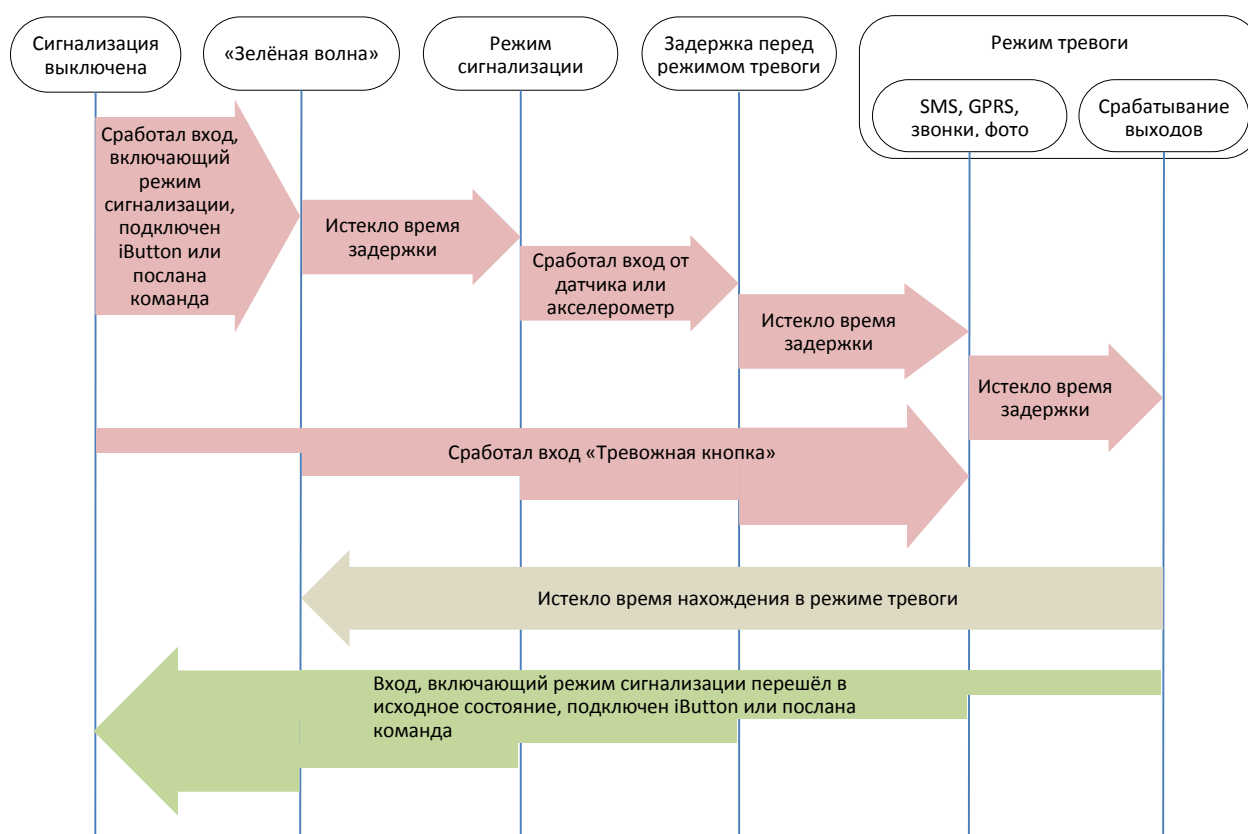 Сигнализация
выключена
«Зелёная волна»
Режим
сигнализации
Задержка перед
режимом тревоги
Режим тревоги
SMS, GPRS,
звонки, фото
Срабатывание
выходов
Сработал вход,
включающий
режим
сигнализации,
подключен
iButton или
послана
команда
Истекло время
задержки
Сработал вход от
датчика или
акселерометр
Истекло время
задержки
Истекло время
задержки
Сработал вход «Тревожная кнопка»
Истекло время нахождения в режиме тревоги
Вход, включающий режим сигнализации перешёл в
исходное состояние, подключен iButton или послана
команда